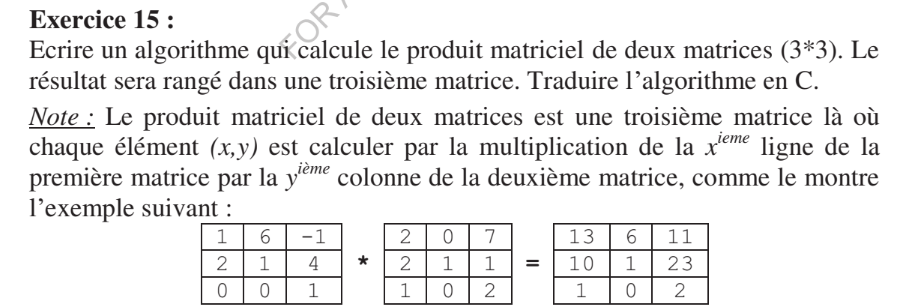 FOR
Exercice 15 :
Ecrire un algorithme qui calcule le produit matriciel de deux matrices (3*3). Le
résultat sera rangé dans une troisième matrice. Traduire l’algorithme en C.
Note : Le produit matriciel de deux matrices est une troisième matrice là où
chaque élément (x,y) est calculer par la multiplication de la xieme ligne de la
première matrice par la yième colonne de la deuxième matrice, comme le montre
l’exemple suivant :
1 6 -1 2 0 7 13 6 11
2 1 4 * 2 1 1 = 10 1 23
0 0 1 1 0 2 1 0 2